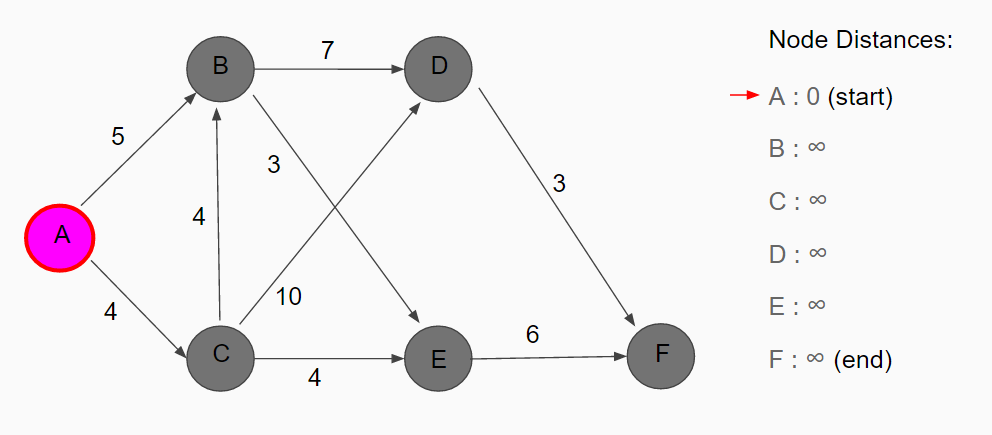 Node Distances:
A : 0 (start)
B : ∞
C : ∞
D : ∞
E : ∞
F : ∞ (end)
B
7
D
5
3
3
4
A
10
4
C
4
E
6
F